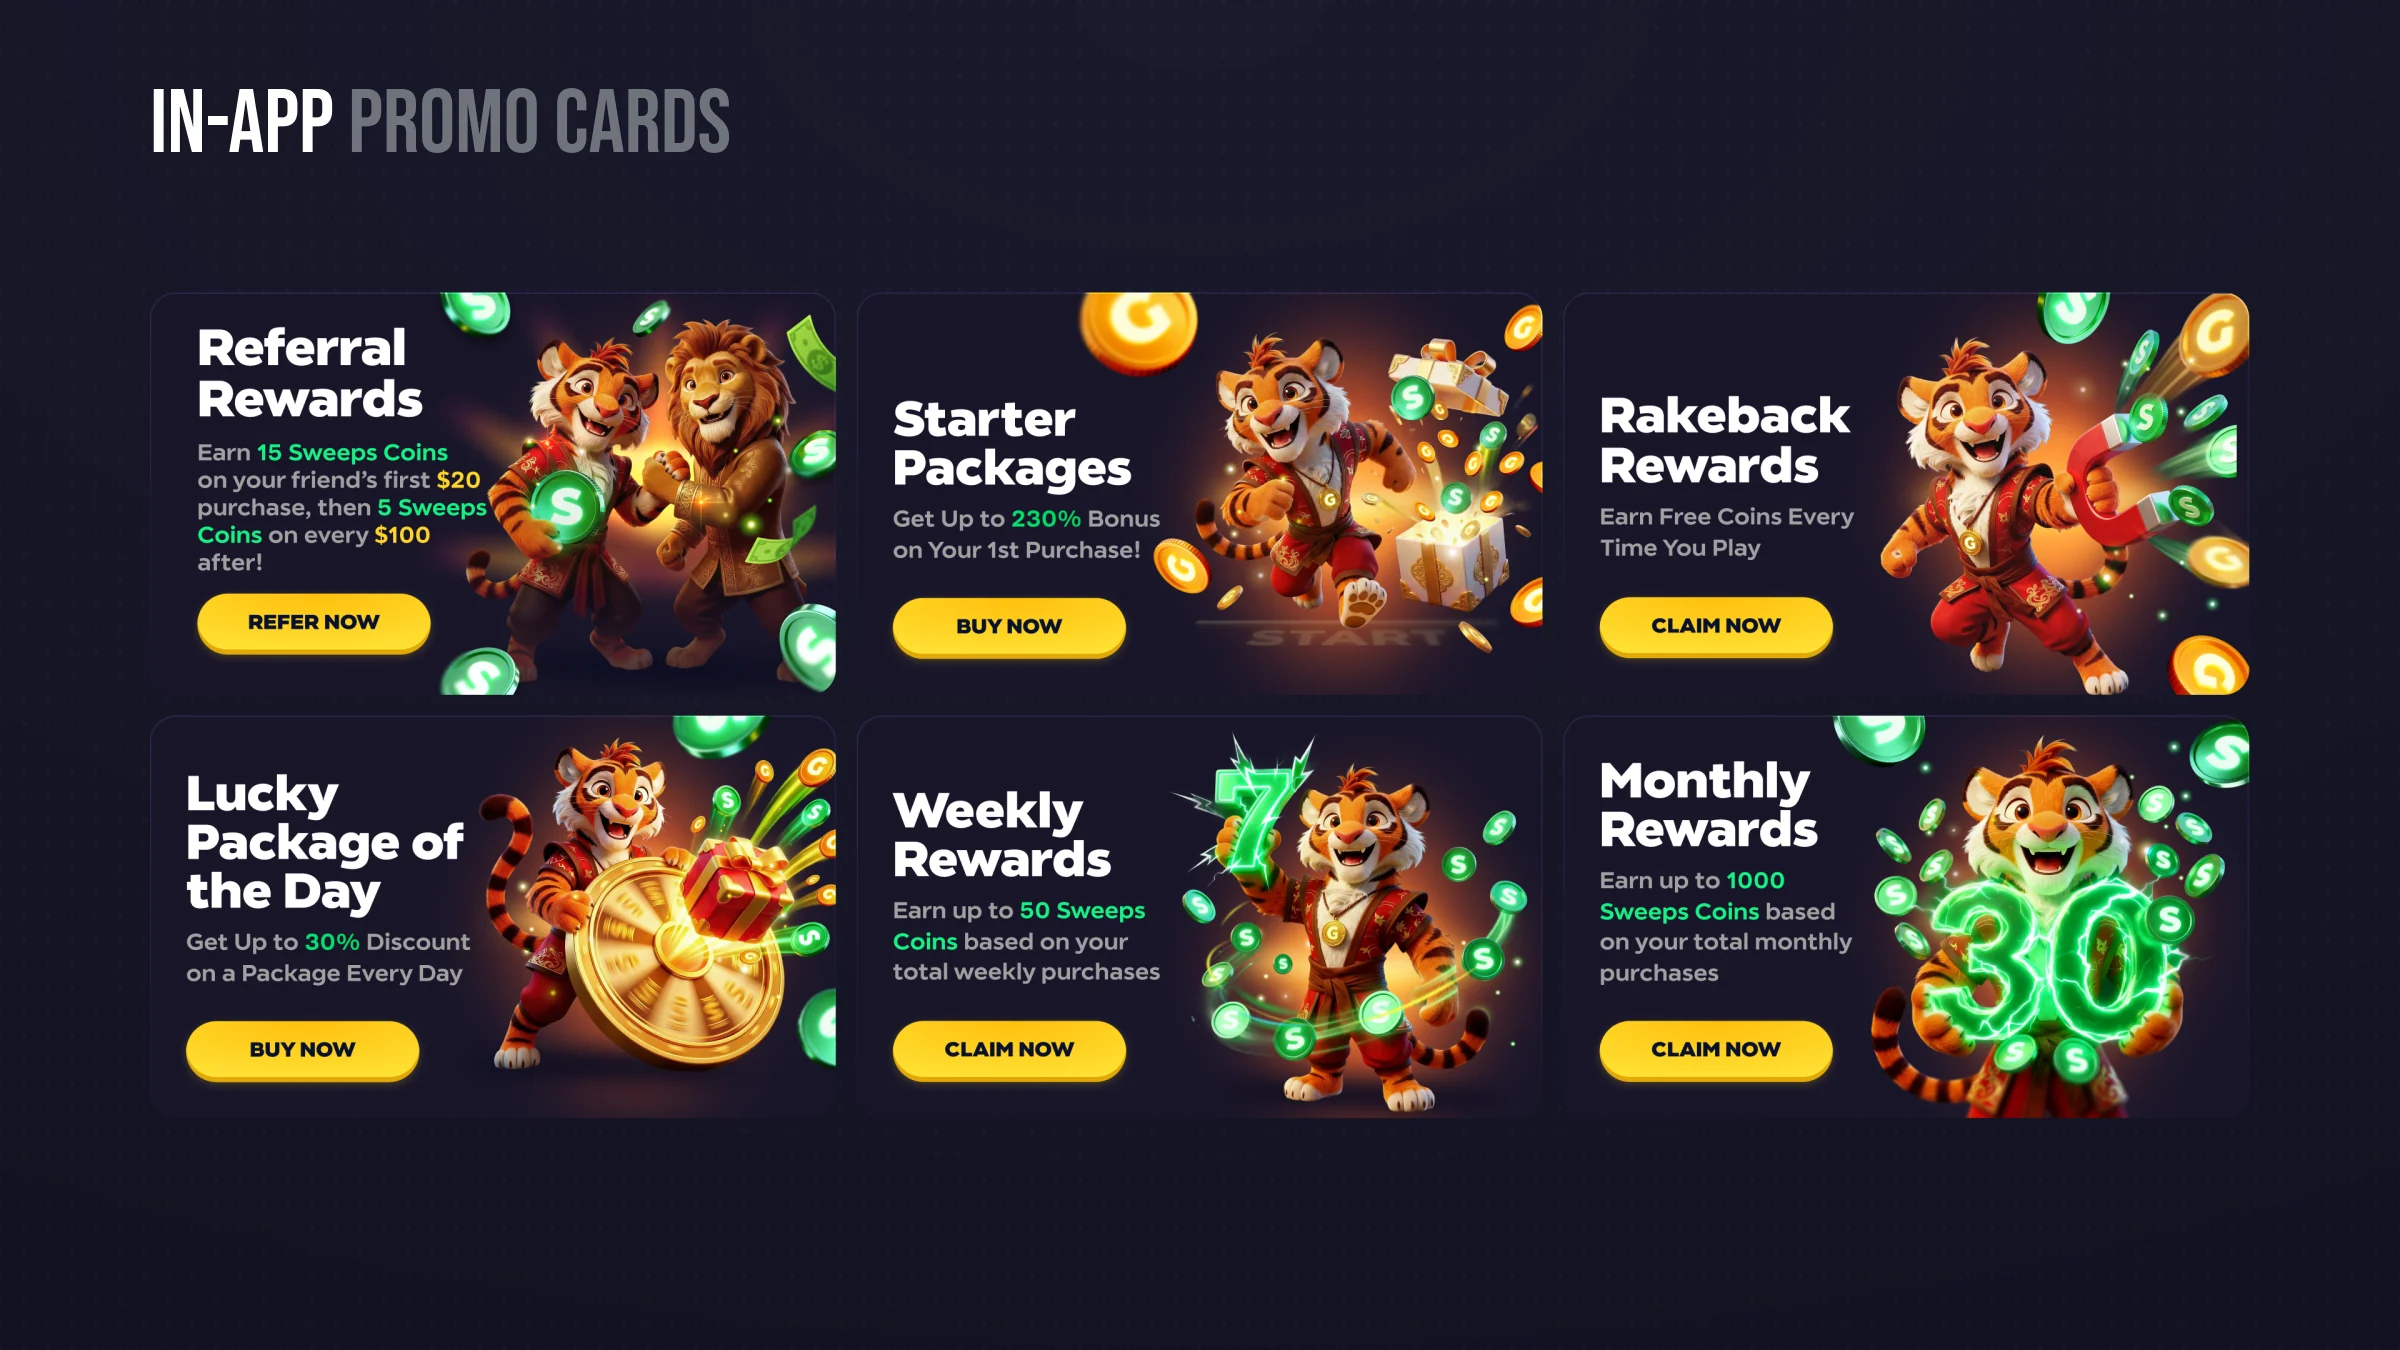 IN-APP PROMO CARDS
Referral
Rewards
Earn 15 Sweeps Coins
on your friend’s first $20
purchase, then 5 Sweeps
Coins on every $100
after!
REFER NOW
Starter
Packages
Get Up to 230% Bonus
on Your 1st Purchase!
BUY NOW
START
Rakeback
Rewards
Earn Free Coins Every
Time You Play
CLAIM NOW
Lucky
Package of
the Day
Get Up to 30% Discount
on a Package Every Day
BUY NOW
7
Weekly
Rewards
Earn up to 50 Sweeps
Coins based on your
total weekly purchases
CLAIM NOW
Monthly
Rewards
Earn up to 1000
Sweeps Coins based
on your total monthly
purchases
CLAIM NOW
30